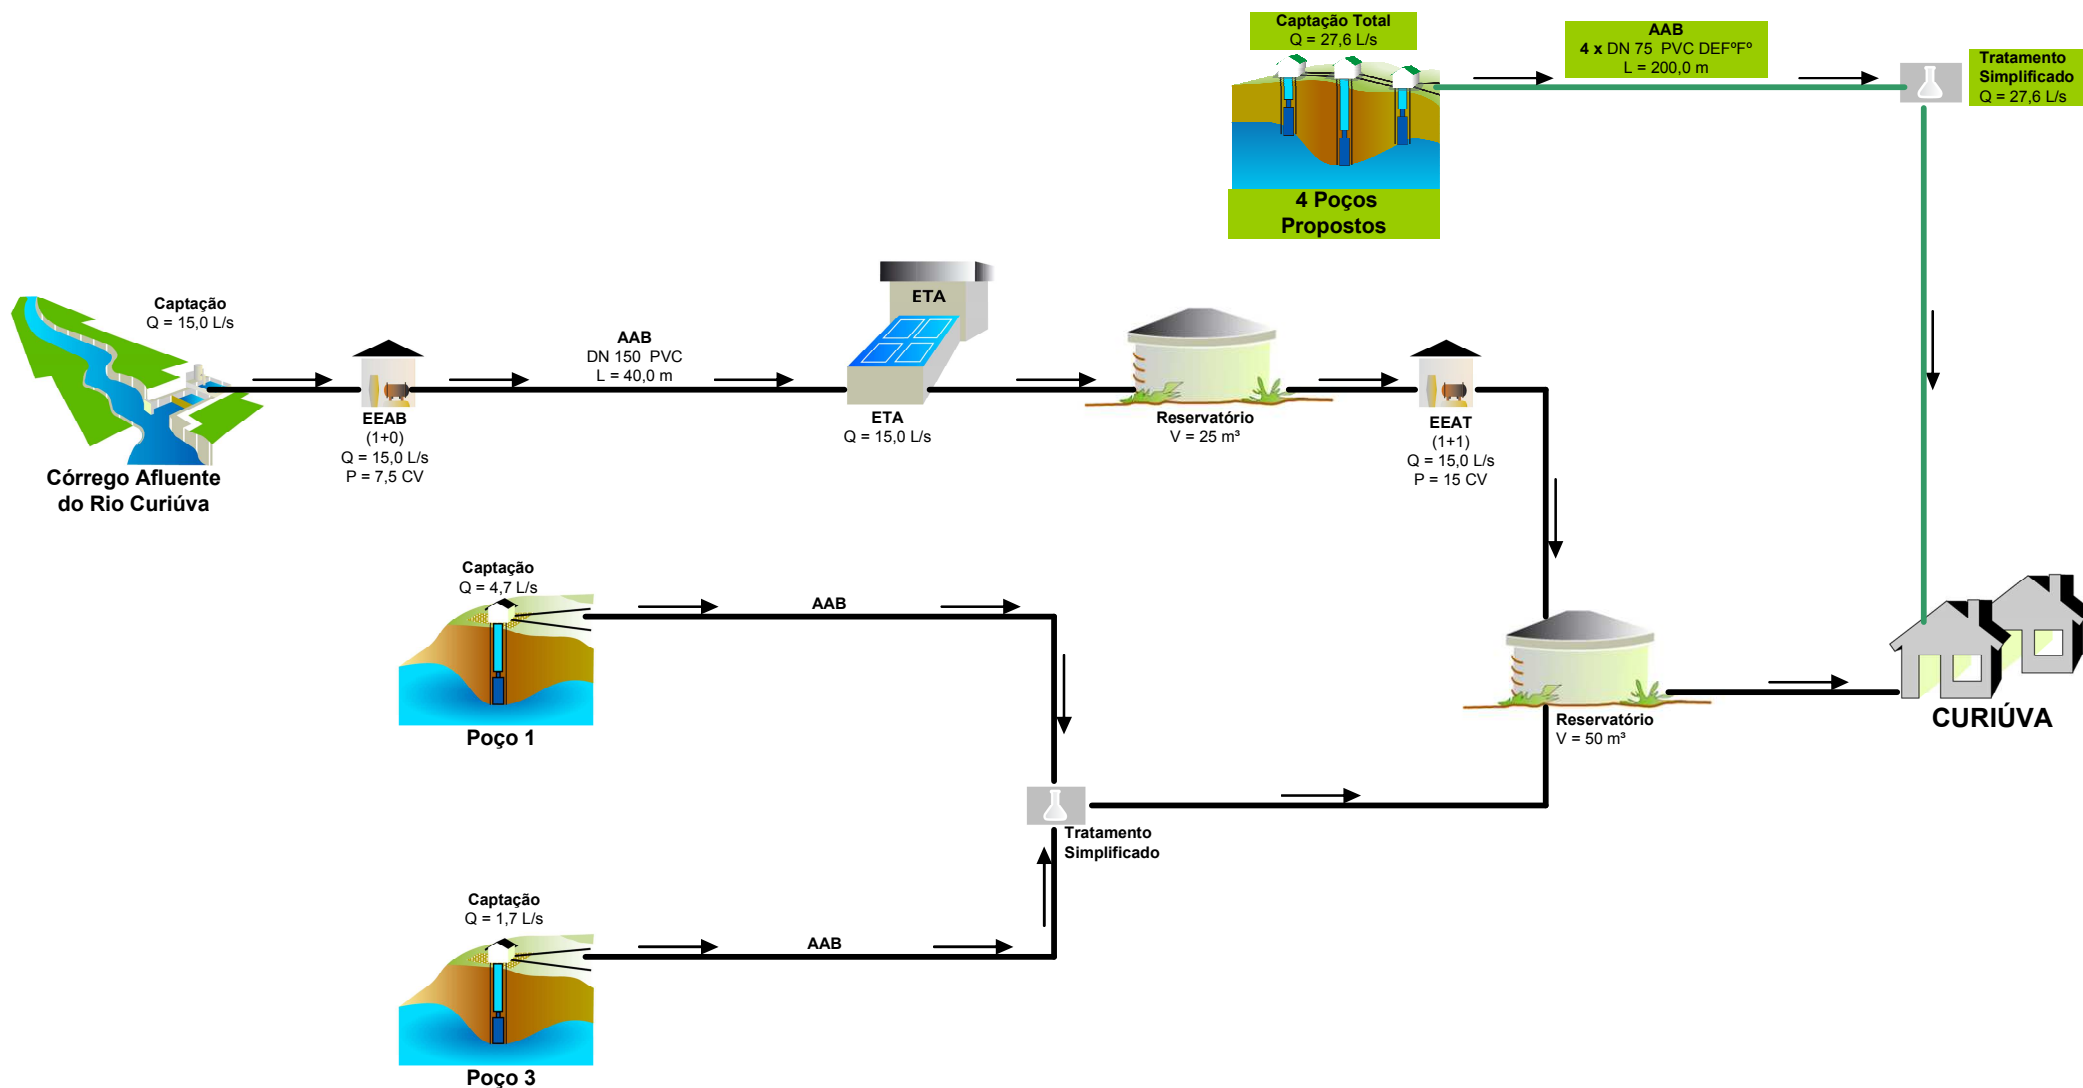 Captação Total
Q = 27,6 L/s
AAB
4 x DN 75 PVC DEFºFº
L = 200,0 m
Tratamento
Simplificado
Q = 27,6 L/s
4 Poços
Propostos
Captação
Q = 15,0 L/s
Córrego Afluente
do Rio Curiúva
EEAB
(1+0)
Q = 15,0 L/s
P = 7,5 CV
AAB
DN 150 PVC
L = 40,0 m
ETA
ETA
Q = 15,0 L/s
Reservatório
V = 25 m³
EEAT
(1+1)
Q = 15,0 L/s
P = 15 CV
Captação
Q = 4,7 L/s
AAB
Poço 1
Reservatório
V = 50 m³
CURIÚVA
Tratamento
Simplificado
Captação
Q = 1,7 L/s
AAB
Poço 3